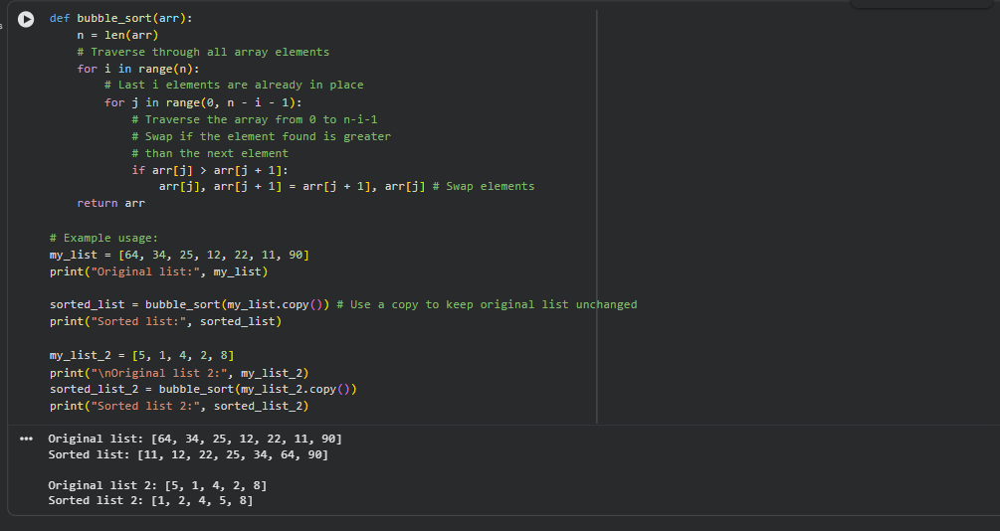 def bubble_sort(arr):
    n = len(arr)
    # Traverse through all array elements
    for i in range(n):
        # Last i elements are already in place
        for j in range(0, n - i - 1):
            # Traverse the array from 0 to n-i-1
            # Swap if the element found is greater
            # than the next element
            if arr[j] > arr[j + 1]:
                arr[j], arr[j + 1] = arr[j + 1], arr[j] # Swap elements
    return arr

# Example usage:
my_list = [64, 34, 25, 12, 22, 11, 90]
print("Original list:", my_list)

sorted_list = bubble_sort(my_list.copy()) # Use a copy to keep original list unchanged
print("Sorted list:", sorted_list)

my_list_2 = [5, 1, 4, 2, 8]
print("\nOriginal list 2:", my_list_2)
sorted_list_2 = bubble_sort(my_list_2.copy())
print("Sorted list 2:", sorted_list_2)

Original list: [64, 34, 25, 12, 22, 11, 90]
Sorted list: [11, 12, 22, 25, 34, 64, 90]

Original list 2: [5, 1, 4, 2, 8]
Sorted list 2: [1, 2, 4, 5, 8]